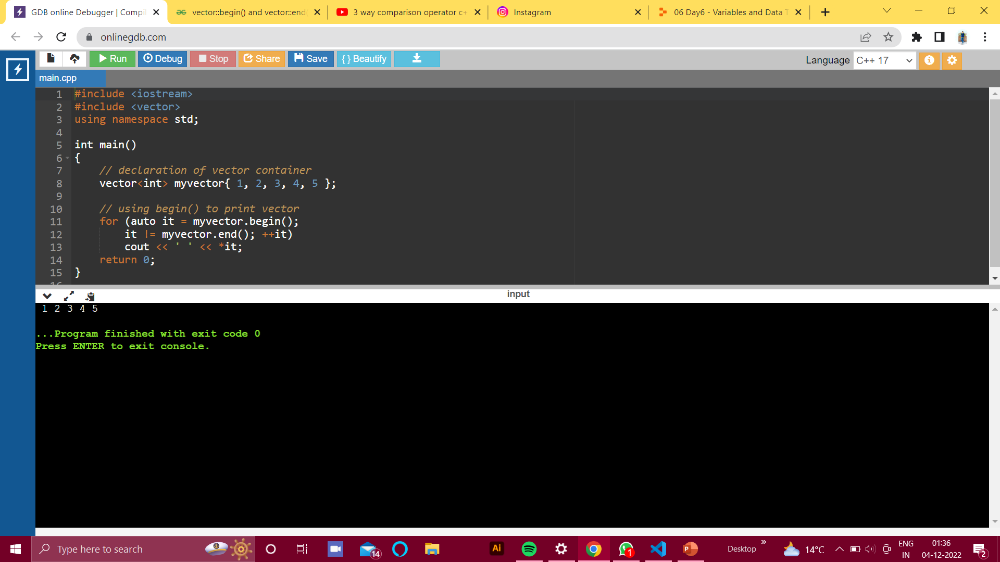 GDB online Debugger | Compil
vector::begin() and vector::end(
3 way comparison operator c+
Instagram
06 Day6 - Variables and Data T
onlinegdb.com
Run Debug Stop Share Save { } Beautify
Language C++ 17
main.cpp
1 #include <iostream>
2 #include <vector>
3 using namespace std;
4
5 int main()
6 {
7 // declaration of vector container
8 vector<int> myvector{ 1, 2, 3, 4, 5 };
9
10 // using begin() to print vector
11 for (auto it = myvector.begin();
12 it != myvector.end(); ++it)
13 cout << ' ' << *it;
14 return 0;
15 }
16
input
1 2 3 4 5
...Program finished with exit code 0
Press ENTER to exit console.
Type here to search
14
Ai
1
P
Desktop
»
14°C
ENG
IN
01:36
04-12-2022
2